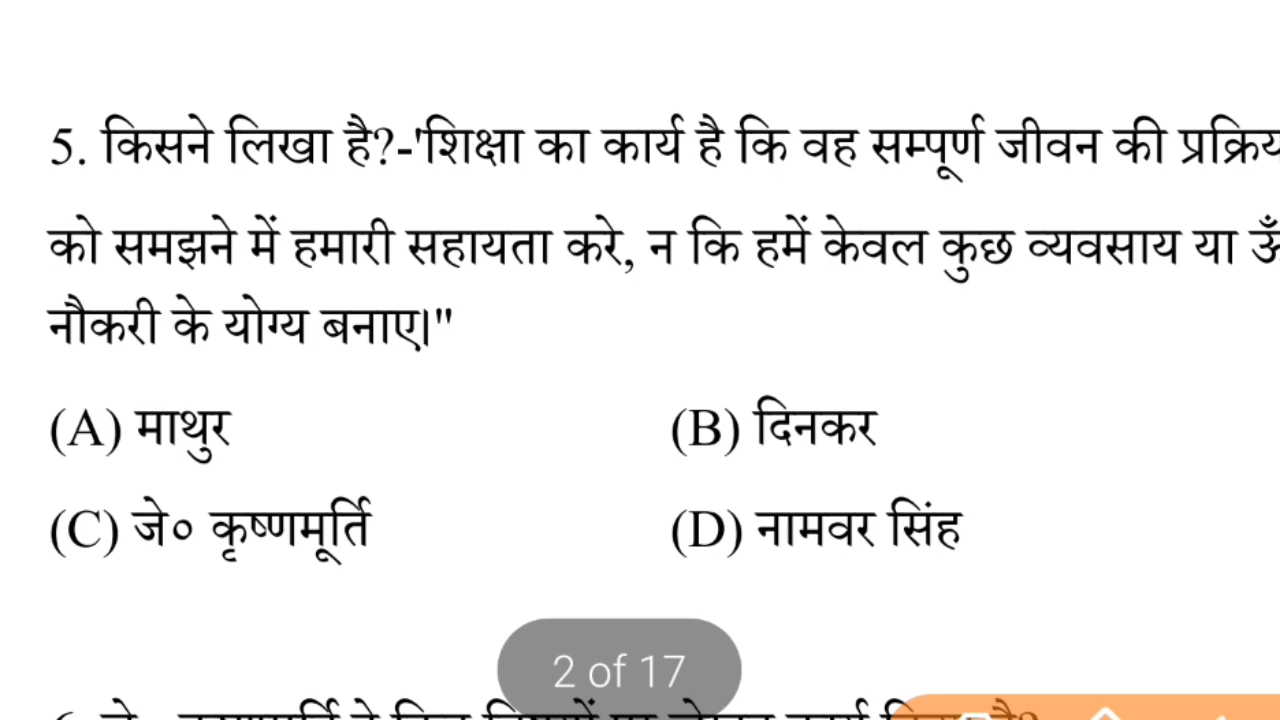 5. किसने लिखा है?-'शिक्षा का कार्य है कि वह सम्पूर्ण जीवन की
को समझने में हमारी सहायता करे, न कि हमें केवल कुछ व्यवसाय या
नौकरी के योग्य बनाए।"
(A) माथुर (B) दिनकर
(C) जे० कृष्णमूर्ति (D) नामवर सिंह
2 of 17